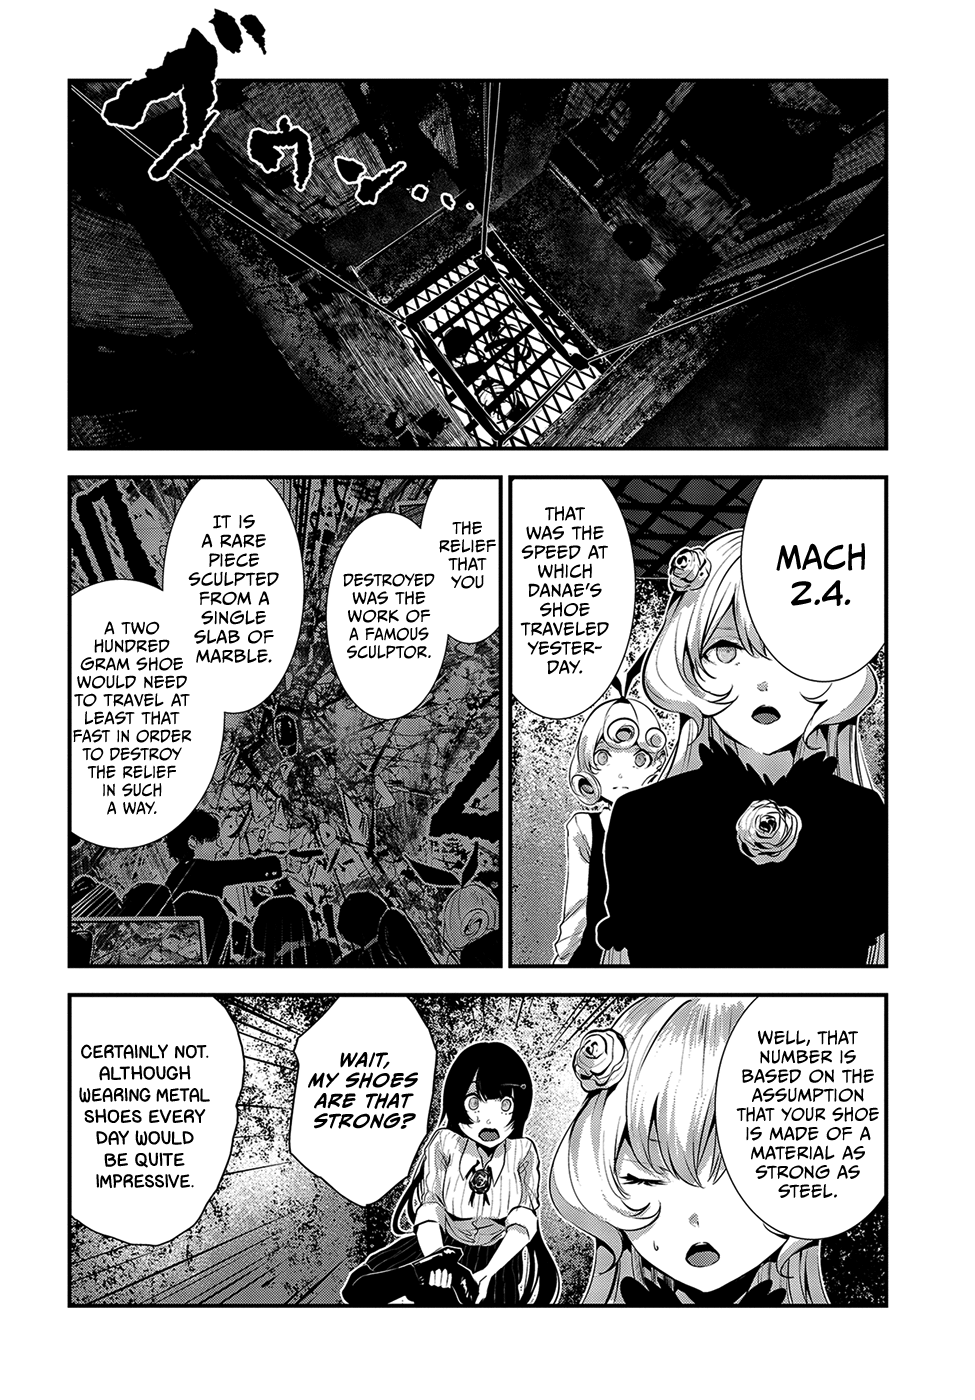 グウン‥‥
MACH
2.4.
THAT
WAS THE
SPEED AT
WHICH
DANAE'S
SHOE
TRAVELED
YESTER-
DAY.
THE
RELIEF
THAT
YOU
DESTROYED
WAS THE
WORK OF
A FAMOUS
SCULPTOR.
IT IS
A RARE
PIECE
SCULPTED
FROM A
SINGLE
SLAB OF
MARBLE.
A TWO
HUNDRED
GRAM SHOE
WOULD NEED
TO TRAVEL AT
LEAST THAT
FAST IN ORDER
TO DESTROY
THE RELIEF
IN SUCH
A WAY.
WELL, THAT
NUMBER IS
BASED ON THE
ASSUMPTION
THAT YOUR SHOE
IS MADE OF A
MATERIAL AS
STRONG AS
STEEL.
WAIT,
MY SHOES
ARE THAT
STRONG?
CERTAINLY NOT.
ALTHOUGH
WEARING METAL
SHOES EVERY
DAY WOULD
BE QUITE
IMPRESSIVE.